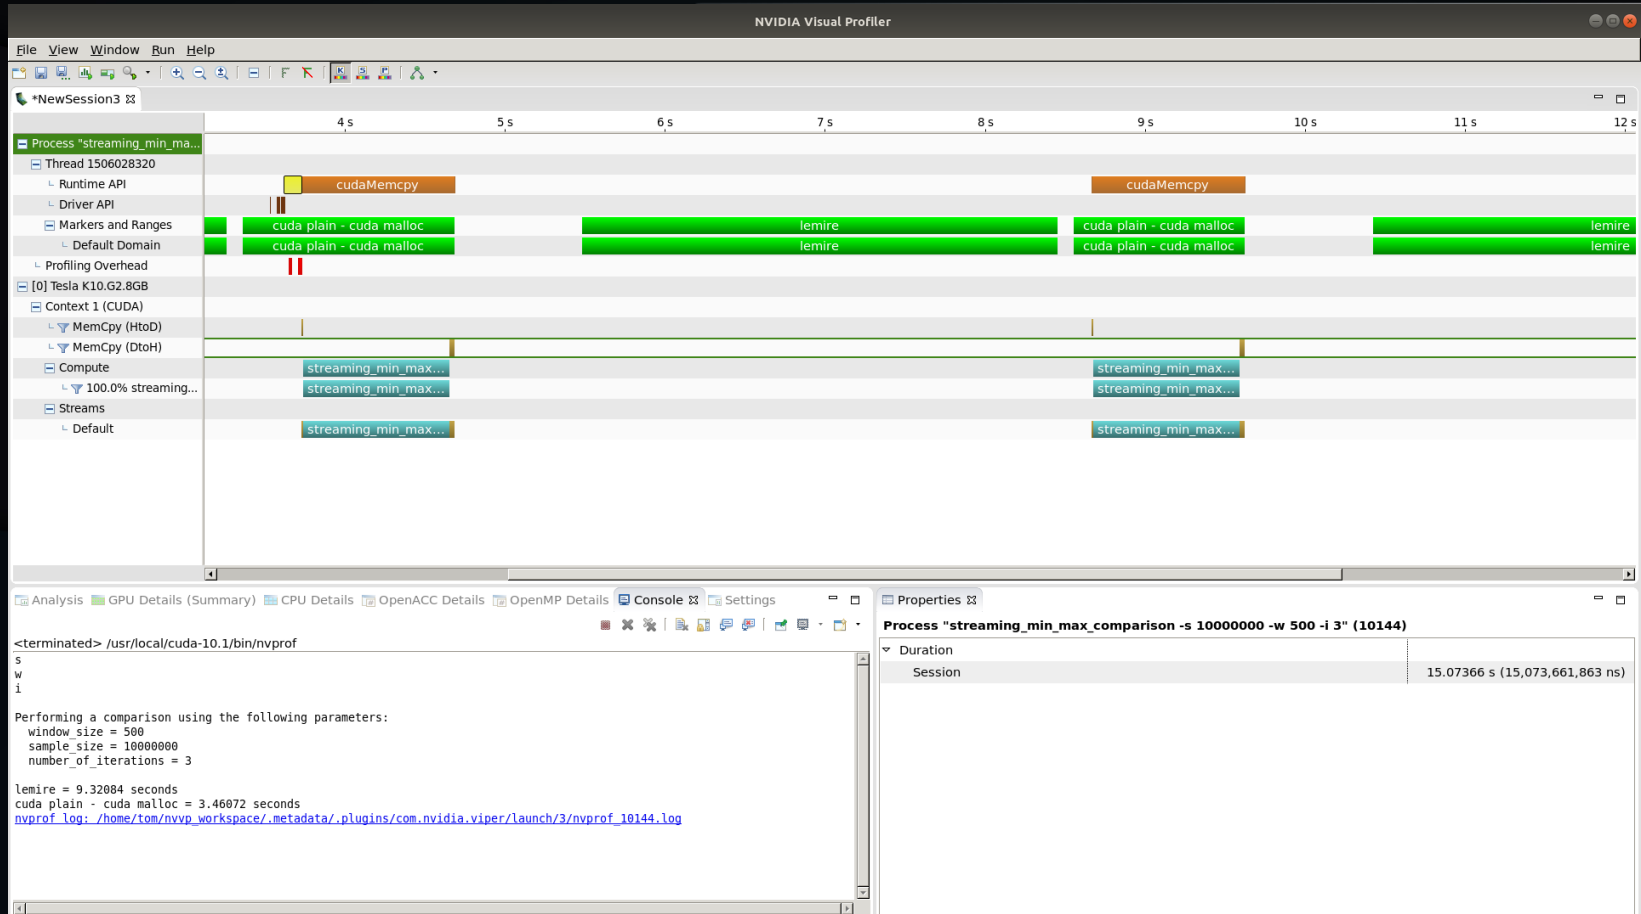 NVIDIA Visual Profiler
File View Window Run Help
*NewSession3
4 s 5 s 6 s 7 s 8 s 9 s 10 s 11 s 12 s
Process "streaming_min_ma...
Thread 1506028320
Runtime API cudaMemcpy cudaMemcpy
Driver API
Markers and Ranges cuda plain - cuda malloc lemire cuda plain - cuda malloc lemire
Default Domain cuda plain - cuda malloc lemire cuda plain - cuda malloc lemire
Profiling Overhead
[0] Tesla K10.G2.8GB
Context 1 (CUDA)
MemCpy (HtoD)
MemCpy (DtoH)
Compute streaming_min_max... streaming_min_max...
100.0% streaming... streaming_min_max... streaming_min_max...
Streams
Default streaming_min_max... streaming_min_max...
Analysis GPU Details (Summary) CPU Details OpenACC Details OpenMP Details Console Settings
<terminated> /usr/local/cuda-10.1/bin/nvprof
s
w
i
Performing a comparison using the following parameters:
window_size = 500
sample_size = 10000000
number_of_iterations = 3
lemire = 9.32084 seconds
cuda plain - cuda malloc = 3.46072 seconds
nvprof log: /home/tom/nvvp_workspace/.metadata/.plugins/com.nvidia.viper/launch/3/nvprof_10144.log
Properties
Process "streaming_min_max_comparison -s 10000000 -w 500 -i 3" (10144)
Duration
Session 15.07366 s (15,073,661,863 ns)